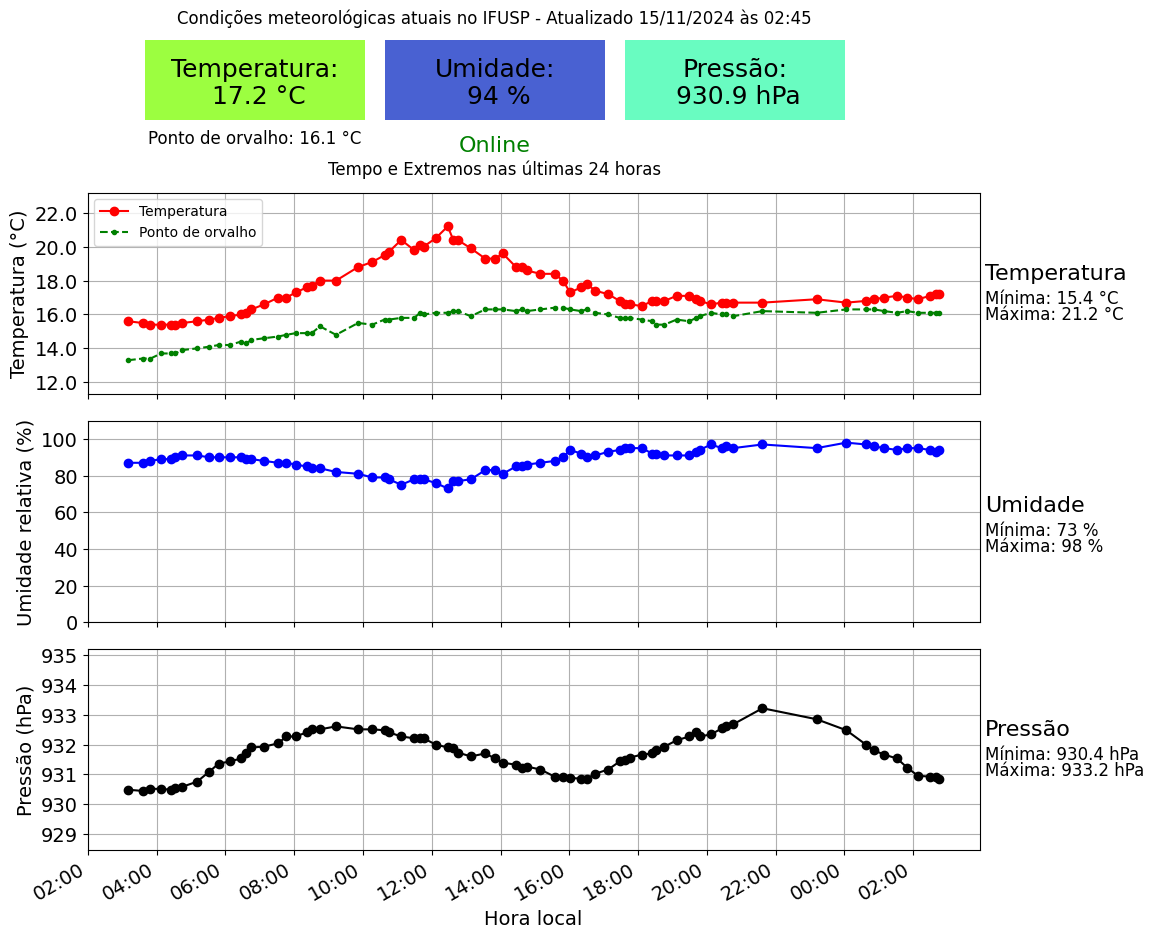 Condições meteorológicas atuais no IFUSP - Atualizado 15/11/2024 às 02:45
Temperatura:
17.2 °C
Umidade:
94 %
Pressão:
930.9 hPa
Ponto de orvalho: 16.1 °C
Online
Tempo e Extremos nas últimas 24 horas
Temperatura (°C)
22.0
20.0
18.0
16.0
14.0
12.0
Temperatura
Ponto de orvalho
Temperatura
Mínima: 15.4 °C
Máxima: 21.2 °C
Umidade relativa (%)
100
80
60
40
20
0
Umidade
Mínima: 73 %
Máxima: 98 %
Pressão (hPa)
935
934
933
932
931
930
929
Pressão
Mínima: 930.4 hPa
Máxima: 933.2 hPa
02:00
04:00
06:00
08:00
10:00
12:00
14:00
16:00
18:00
20:00
22:00
00:00
02:00
Hora local